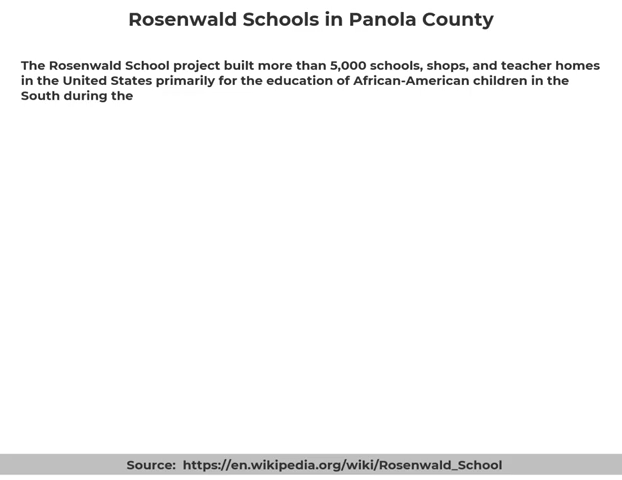 Rosenwald Schools in Panola County
The Rosenwald School project built more than 5,000 schools, shops, and teacher homes
in the United States primarily for the education of African-American children in the
South during the
Source:  https://en.wikipedia.org/wiki/Rosenwald_School